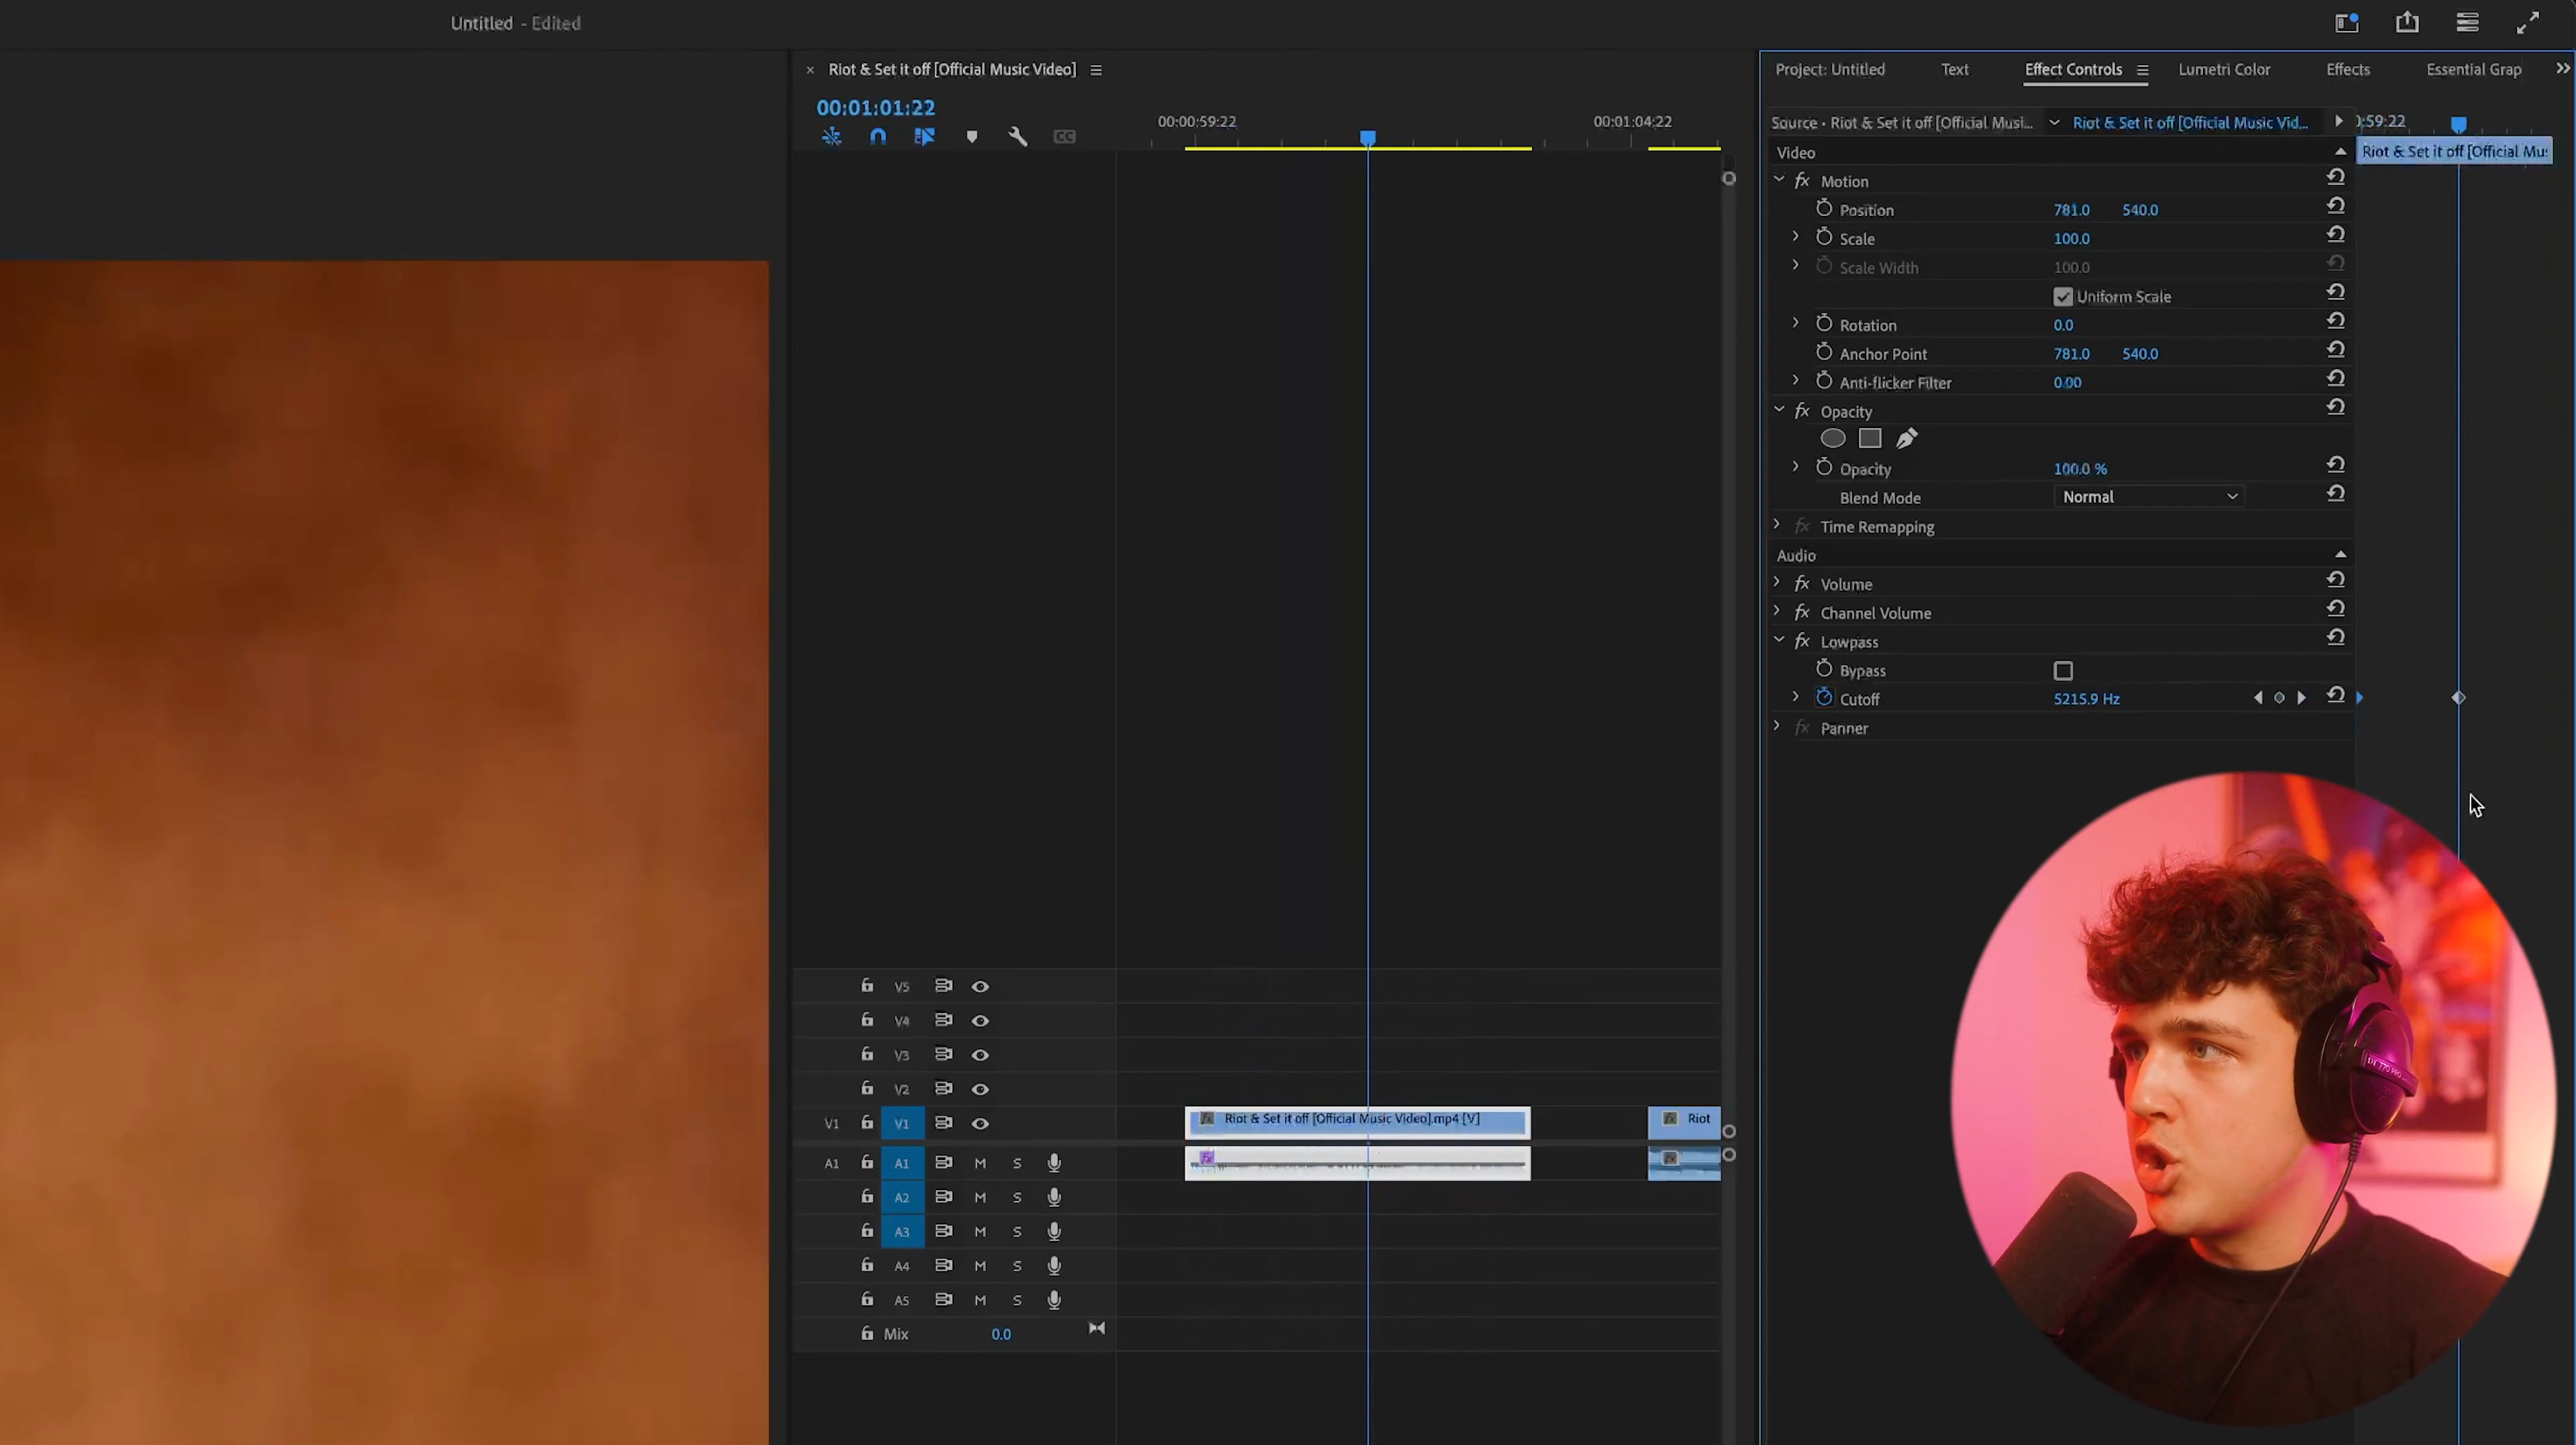 Untitled - Edited
Riot & Set it off [Official Music Video]
00:01:01:22
00:00:59:22
00:01:04:22
V5
V4
V3
V2
V1 V1
Riot & Set it off [Official Music Video].mp4 [V]
Riot
A1 A1 M S
A2 M S
A3 M S
A4 M S
A5 M S
Mix 0.0
Project: Untitled Text Effect Controls Lumetri Color Effects Essential Grap
Source • Riot & Set it off [Official Musi... Riot & Set it off [Official Music Vid...
:59:22
Video
Riot & Set it off [Official Mu
Motion
Position 781.0 540.0
Scale 100.0
Scale Width 100.0
Uniform Scale
Rotation 0.0
Anchor Point 781.0 540.0
Anti-flicker Filter 0.00
Opacity
Opacity 100.0 %
Blend Mode Normal
Time Remapping
Audio
Volume
Channel Volume
Lowpass
Bypass
Cutoff 5215.9 Hz
Panner
DT 770 PRO